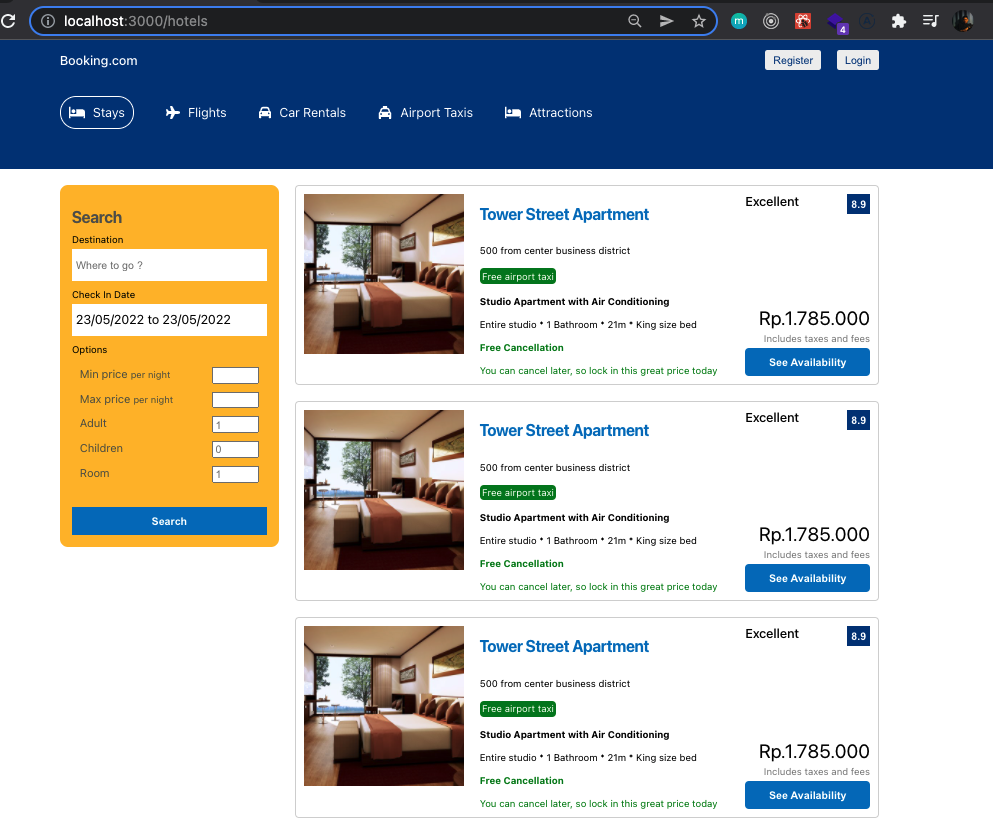 localhost:3000/hotels
m
4
Booking.com
Register
Login
Stays
Flights
Car Rentals
Airport Taxis
Attractions
Search
Destination
Where to go ?
Check In Date
23/05/2022 to 23/05/2022
Options
Min price per night
Max price per night
Adult
1
Children
0
Room
1
Search
Tower Street Apartment
Excellent
8.9
500 from center business district
Free airport taxi
Studio Apartment with Air Conditioning
Entire studio * 1 Bathroom * 21m * King size bed
Free Cancellation
You can cancel later, so lock in this great price today
Rp.1.785.000
Includes taxes and fees
See Availability
Tower Street Apartment
Excellent
8.9
500 from center business district
Free airport taxi
Studio Apartment with Air Conditioning
Entire studio * 1 Bathroom * 21m * King size bed
Free Cancellation
You can cancel later, so lock in this great price today
Rp.1.785.000
Includes taxes and fees
See Availability
Tower Street Apartment
Excellent
8.9
500 from center business district
Free airport taxi
Studio Apartment with Air Conditioning
Entire studio * 1 Bathroom * 21m * King size bed
Free Cancellation
You can cancel later, so lock in this great price today
Rp.1.785.000
Includes taxes and fees
See Availability